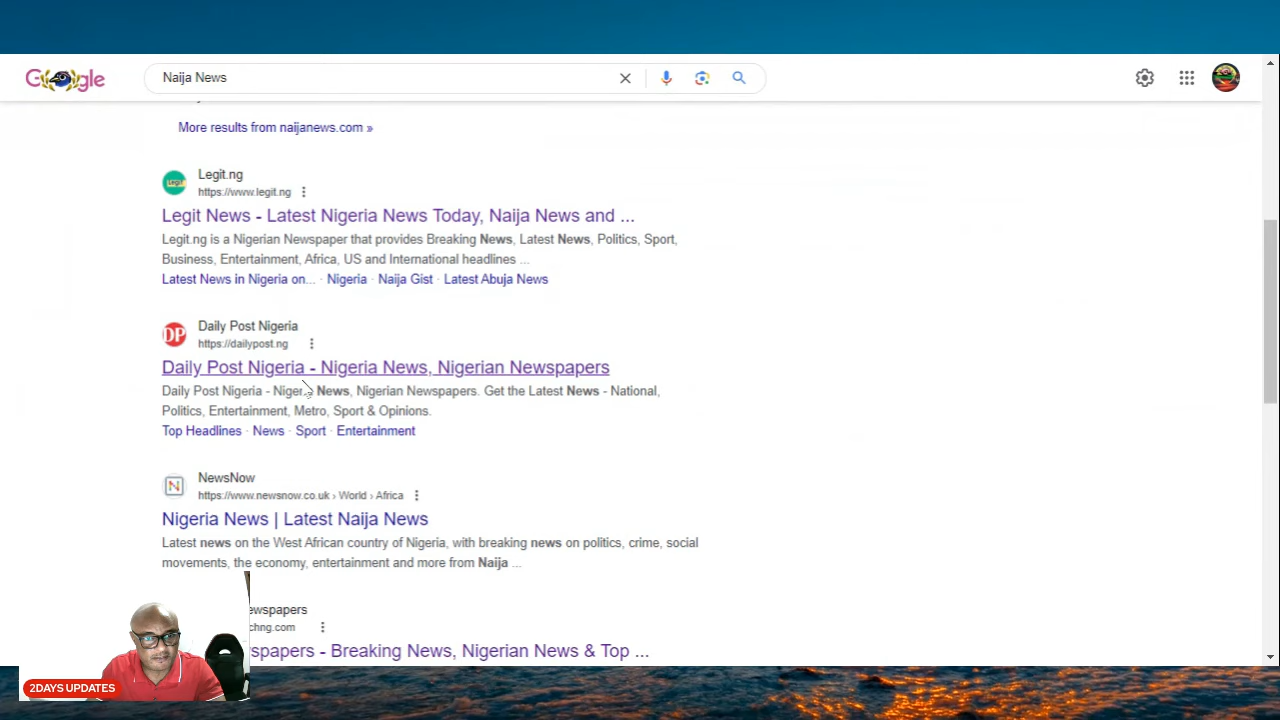 Google
Naija News
More results from naijanews.com »
Legit.ng
https://www.legit.ng
Legit News - Latest Nigeria News Today, Naija News and ...
Legit.ng is a Nigerian Newspaper that provides Breaking News, Latest News, Politics, Sport,
Business, Entertainment, Africa, US and International headlines ...
Latest News in Nigeria on... · Nigeria · Naija Gist · Latest Abuja News
DP
Daily Post Nigeria
https://dailypost.ng
Daily Post Nigeria - Nigeria News, Nigerian Newspapers
Daily Post Nigeria - Nigeria News, Nigerian Newspapers. Get the Latest News - National,
Politics, Entertainment, Metro, Sport & Opinions.
Top Headlines · News · Sport · Entertainment
N
NewsNow
https://www.newsnow.co.uk › World › Africa
Nigeria News | Latest Naija News
Latest news on the West African country of Nigeria, with breaking news on politics, crime, social
movements, the economy, entertainment and more from Naija ...
ewspapers
chng.com
spapers - Breaking News, Nigerian News & Top ...
2DAYS UPDATES